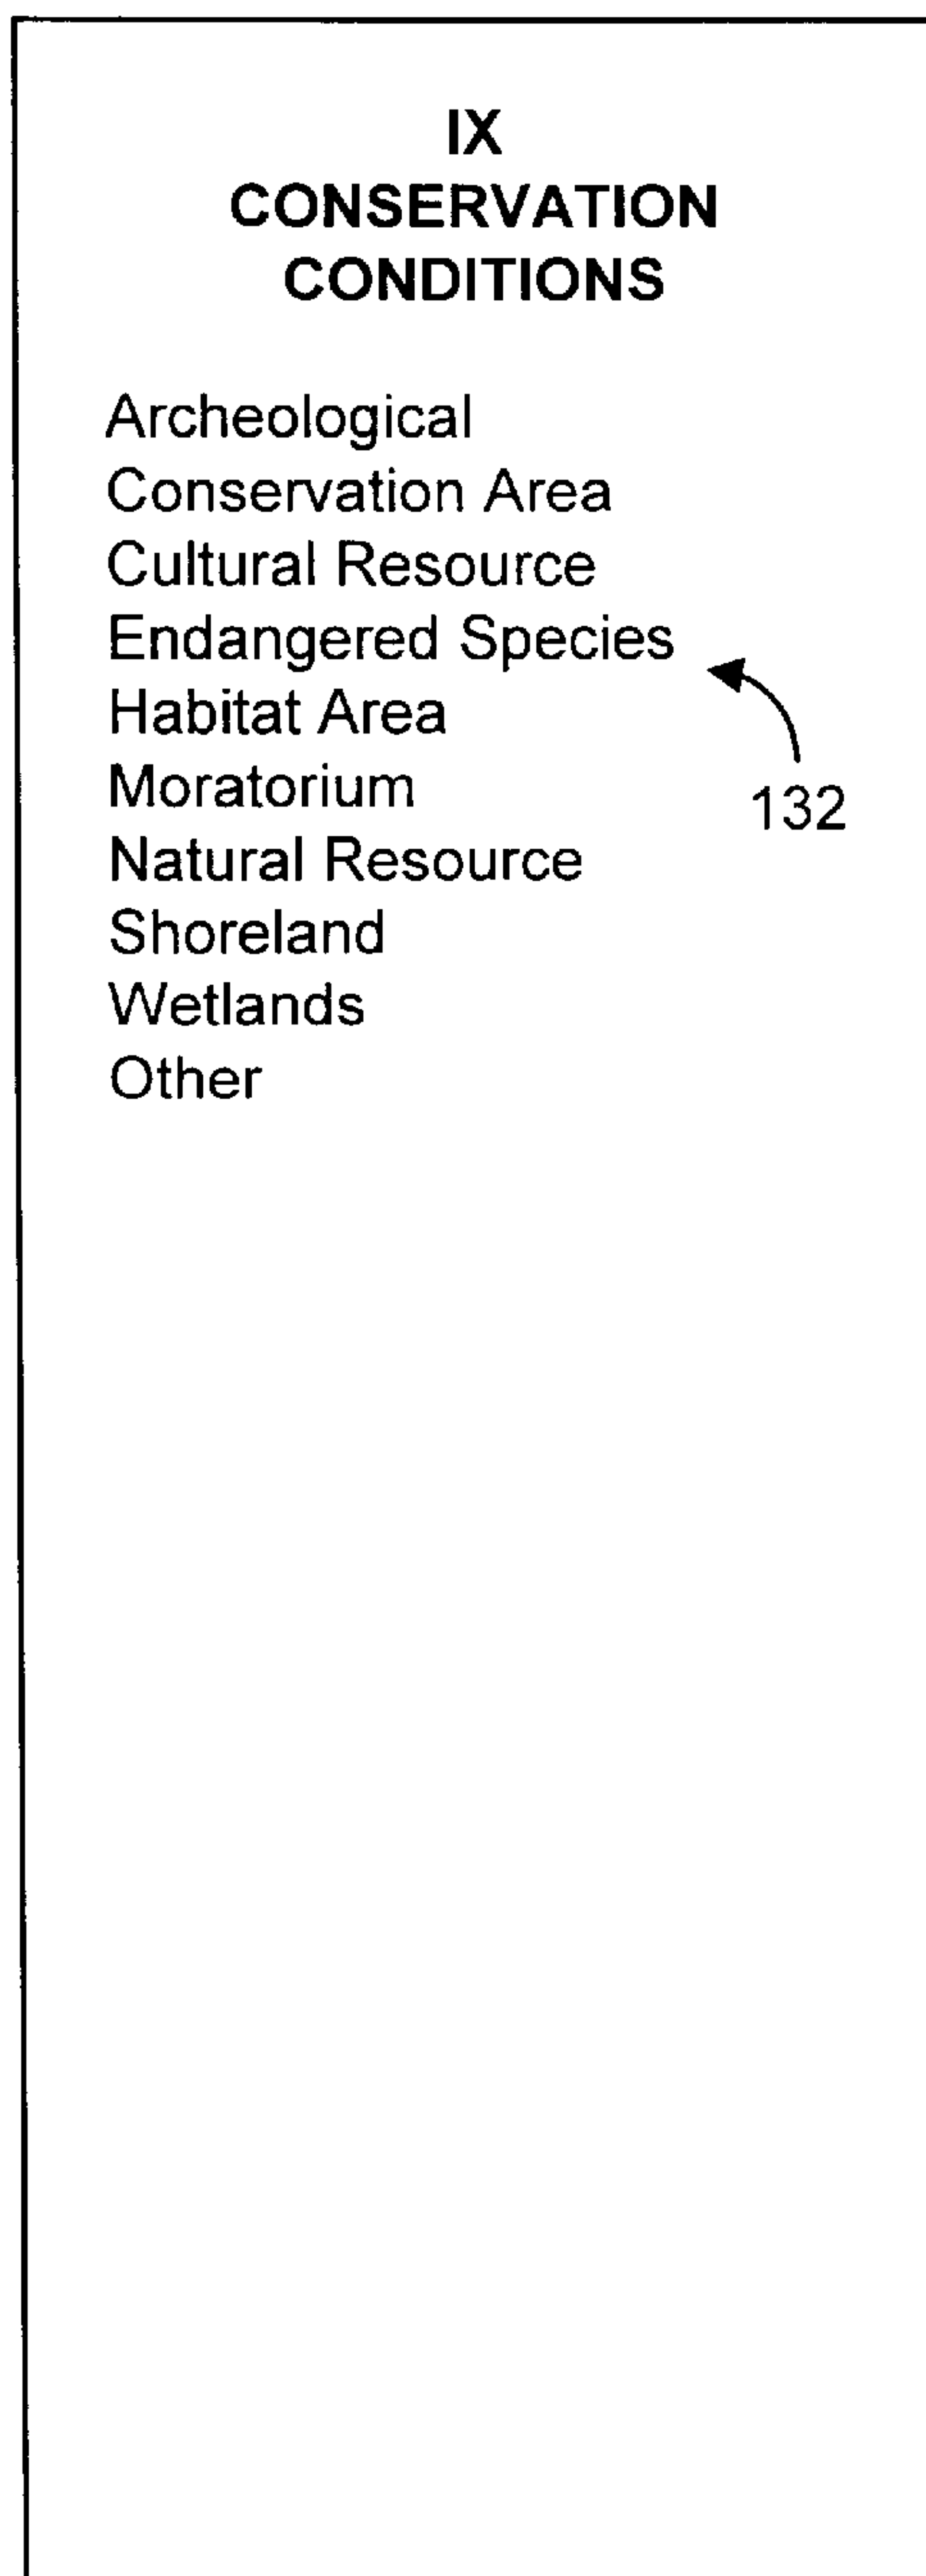 IX
CONSERVATION
CONDITIONS
Archeological
Conservation Area
Cultural Resource
Endangered Species
Habitat Area
Moratorium
132
Natural Resource
Shoreland
Wetlands
Other